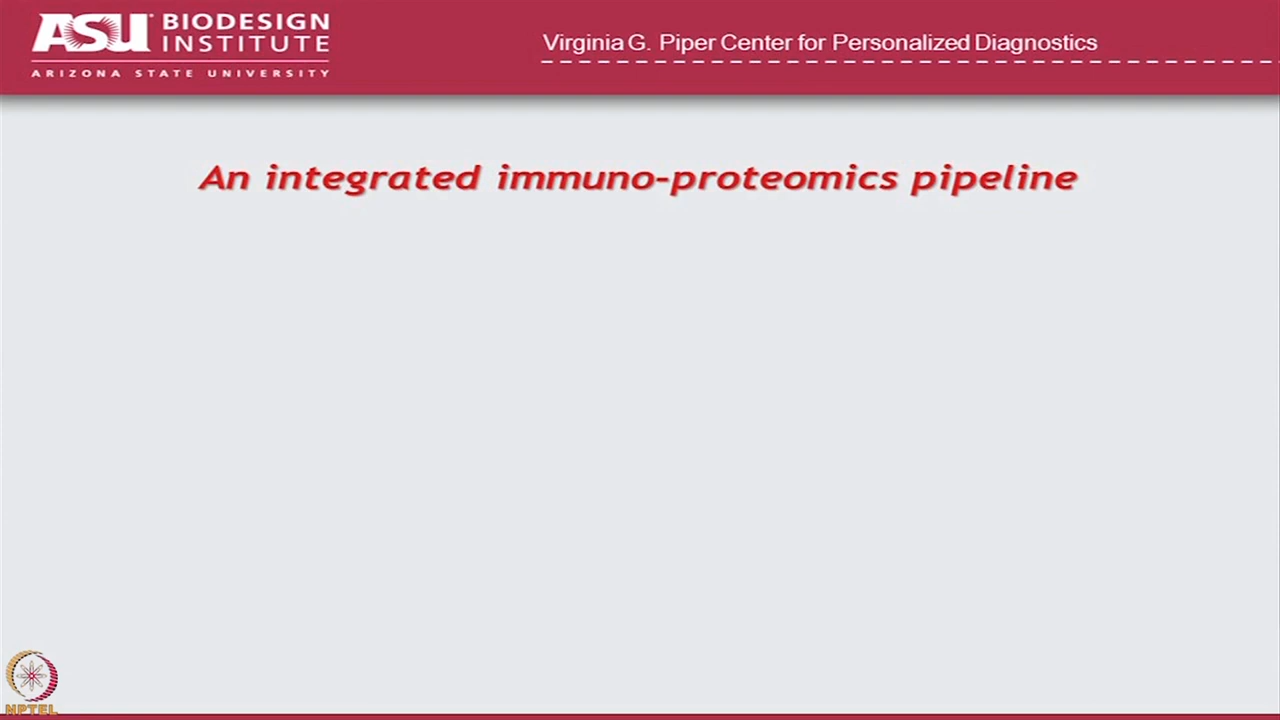 ASU BIODESIGN
INSTITUTE
ARIZONA STATE UNIVERSITY
Virginia G. Piper Center for Personalized Diagnostics
An integrated immuno-proteomics pipeline
NPTEL